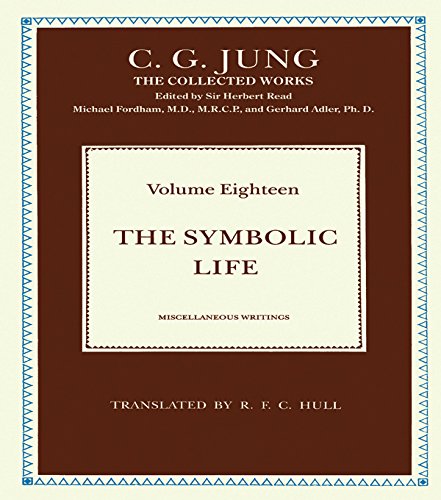 C. G. JUNG
THE COLLECTED WORKS
Edited by Sir Herbert Read
Michael Fordham, M.D., M.R.C.P., and Gerhard Adler, Ph. D.
Volume Eighteen
THE SYMBOLIC
LIFE
MISCELLANEOUS WRITINGS
TRANSLATED BY R. F. C. HULL